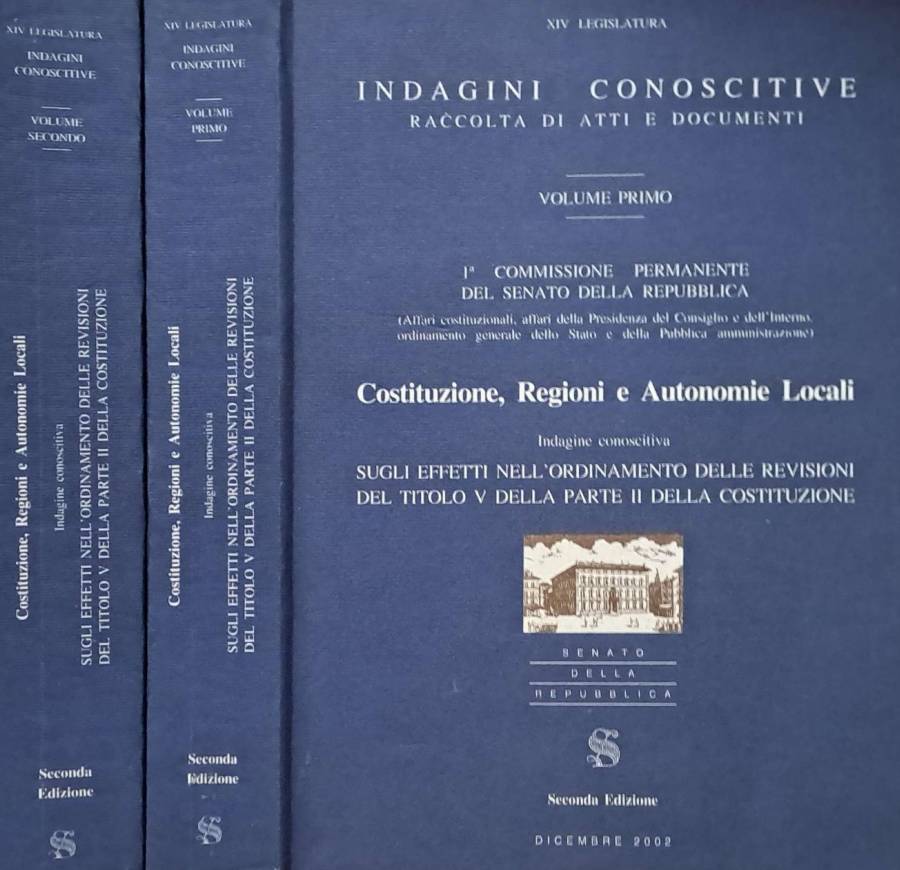 XIV LEGISLATURA
INDAGINI
CONOSCITIVE
VOLUME
SECONDO
Costituzione, Regioni e Autonomie Locali
Indagine conoscitiva
SUGLI EFFETTI NELL'ORDINAMENTO DELLE REVISIONI
DEL TITOLO V DELLA PARTE II DELLA COSTITUZIONE
Seconda
Edizione
XIV LEGISLATURA
INDAGINI
CONOSCITIVE
VOLUME
PRIMO
Costituzione, Regioni e Autonomie Locali
Indagine conoscitiva
SUGLI EFFETTI NELL'ORDINAMENTO DELLE REVISIONI
DEL TITOLO V DELLA PARTE II DELLA COSTITUZIONE
Seconda
Edizione
XIV LEGISLATURA
INDAGINI CONOSCITIVE
RACCOLTA DI ATTI E DOCUMENTI
VOLUME PRIMO
1ª COMMISSIONE PERMANENTE
DEL SENATO DELLA REPUBBLICA
(Affari costituzionali, affari della Presidenza del Consiglio e dell'Interno,
ordinamento generale dello Stato e della Pubblica amministrazione)
Costituzione, Regioni e Autonomie Locali
Indagine conoscitiva
SUGLI EFFETTI NELL'ORDINAMENTO DELLE REVISIONI
DEL TITOLO V DELLA PARTE II DELLA COSTITUZIONE
SENATO
DELLA
REPUBBLICA
Seconda Edizione
DICEMBRE 2002